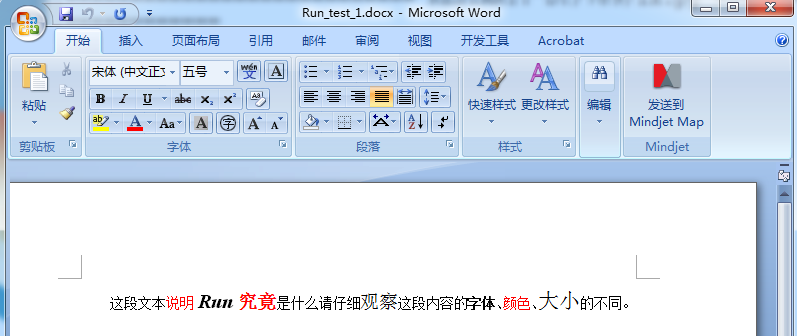 Run_test_1.docx - Microsoft Word
开始 插入 页面布局 引用 邮件 审阅 视图 开发工具 Acrobat
宋体 (中文正文 五号 wén A
粘贴 B I U abc x₂ x² 快速样式 更改样式 编辑 发送到 Mindjet Map
ab A Aa A 字 A A A Z
剪贴板 字体 段落 样式 Mindjet
这段文本说明 Run 究竟是什么请仔细观察这段内容的字体、颜色、大小的不同。